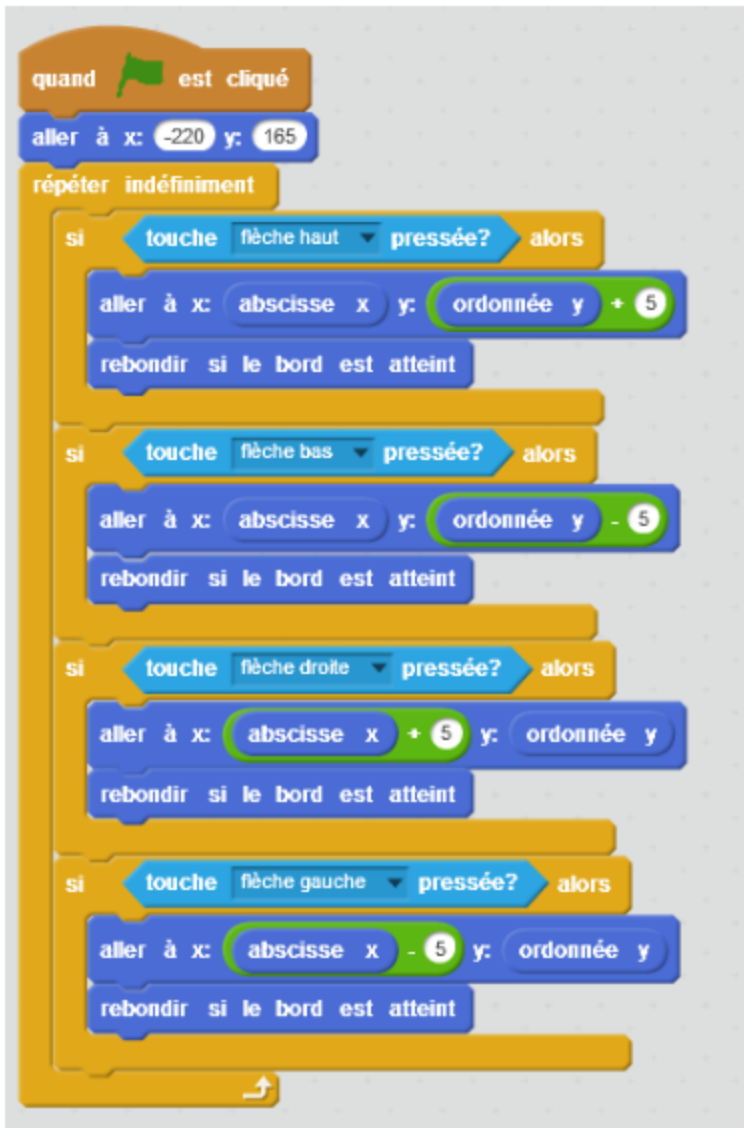 quand est cliqué
aller à x: -220 y: 165
répéter indéfiniment
si touche flèche haut pressée? alors
aller à x: abscisse x y: ordonnée y + 5
rebondir si le bord est atteint
si touche flèche bas pressée? alors
aller à x: abscisse x y: ordonnée y - 5
rebondir si le bord est atteint
si touche flèche droite pressée? alors
aller à x: abscisse x + 5 y: ordonnée y
rebondir si le bord est atteint
si touche flèche gauche pressée? alors
aller à x: abscisse x - 5 y: ordonnée y
rebondir si le bord est atteint